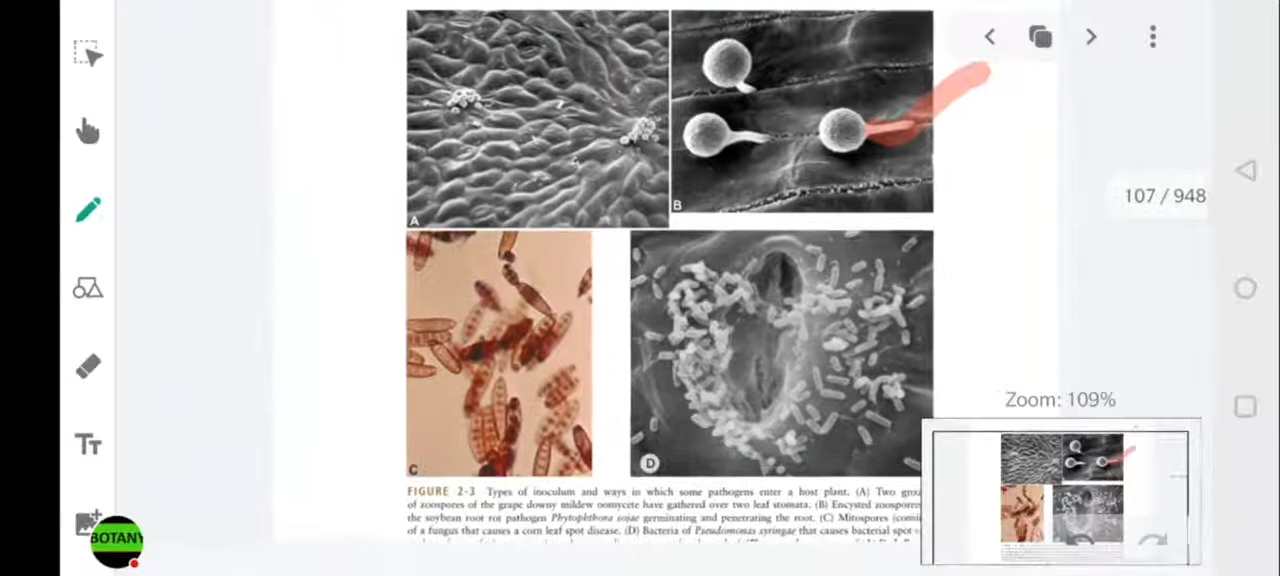 A
B
107 / 948
C
D
Zoom: 109%
Tт
BOTANY
FIGURE 2-3 Types of inoculum and ways in which some pathogens enter a host plant. (A) Two
of zoospores of the grape downy mildew oomycete have gathered over two leaf stomata. (B) Encysted zoospores
the soybean root rot pathogen Phytophthora sojae germinating and penetrating the root. (C) Mitospores
of a fungus that causes a corn leaf spot disease. (D) Bacteria of Pseudomonas syringae that causes bacterial spot